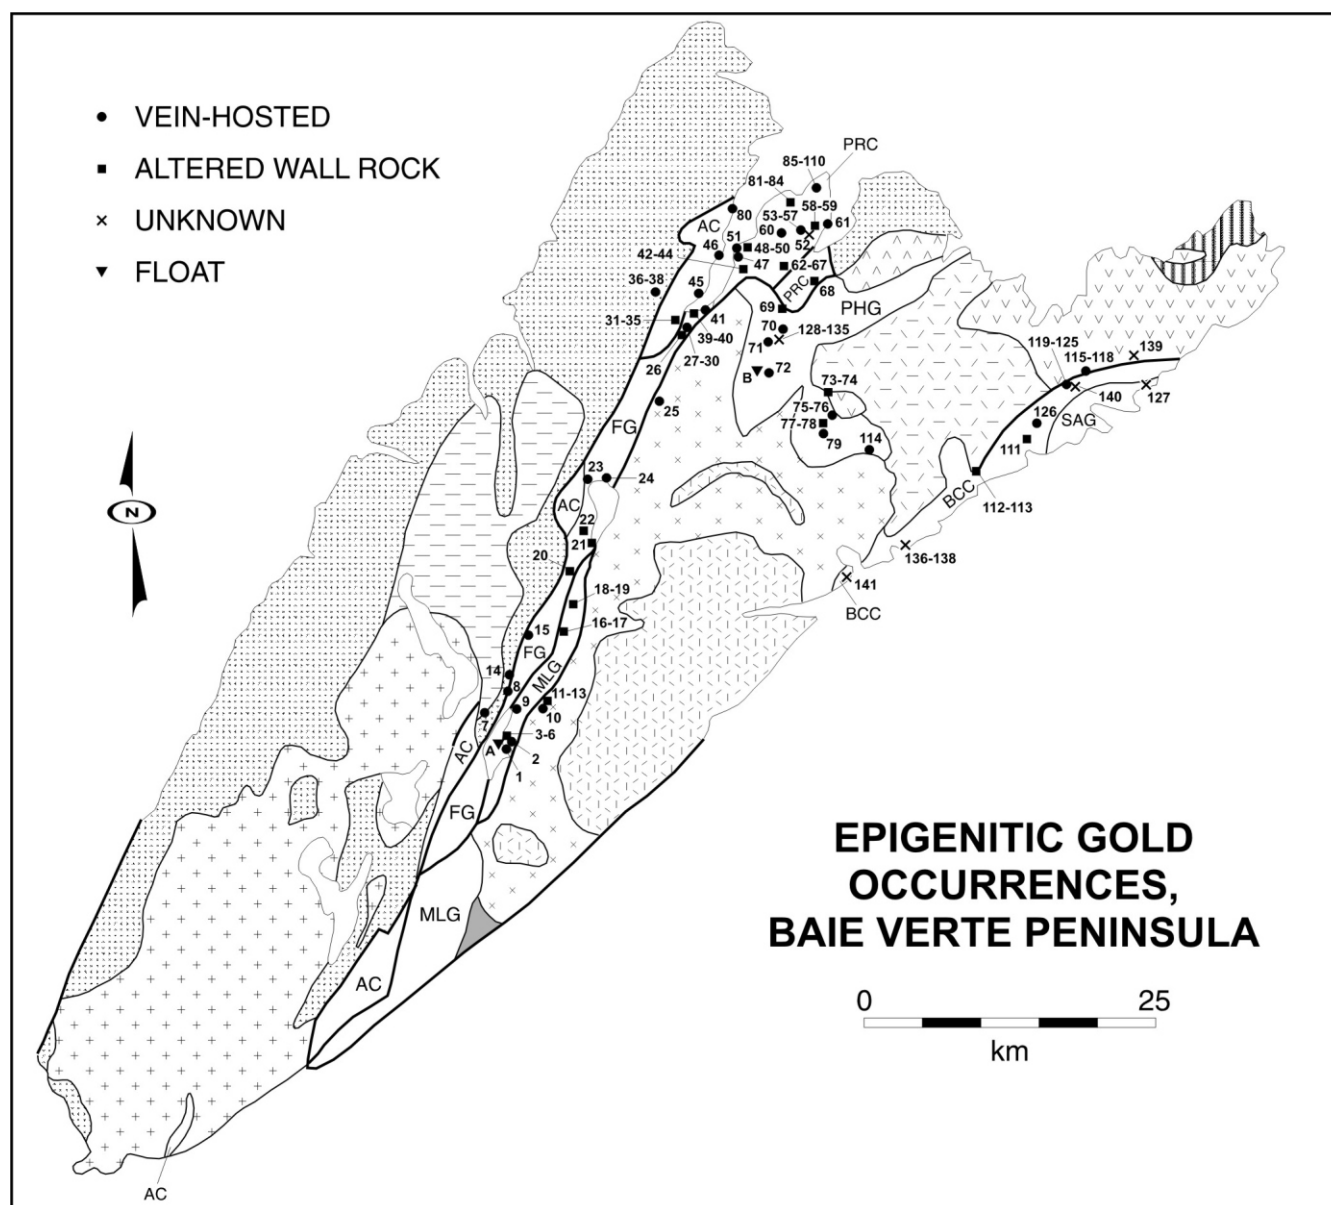 VEIN-HOSTED
ALTERED WALL ROCK
UNKNOWN
FLOAT
PRC
85-110
81-84
58-59
53-57
80
AC
51
60
61
52
46
48-50
42-44
47
62-67
PRC
68
36-38
45
PHG
69
31-35
41
70
128-135
39-40
71
26
27-30
B
72
139
119-125
115-118
73-74
140
127
25
75-76
126
FG
77-78
SAG
79
114
111
23
24
BCC
112-113
AC
22
21
136-138
20
141
18-19
BCC
16-17
15
FG
14
MLG
8
11-13
9
7
10
3-6
A
2
AC
1
FG
N
EPIGENITIC GOLD
OCCURRENCES,
BAIE VERTE PENINSULA
MLG
AC
0 25
km
AC